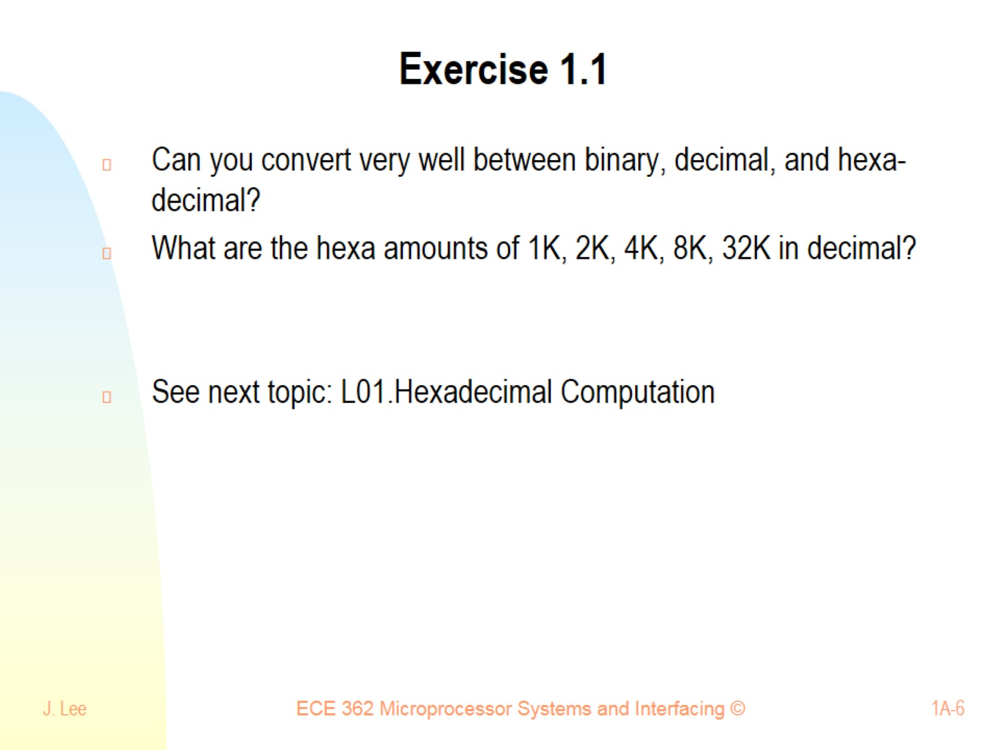 Exercise 1.1
Can you convert very well between binary, decimal, and hexa-
decimal?
What are the hexa amounts of 1K, 2K, 4K, 8K, 32K in decimal?
See next topic: L01.Hexadecimal Computation
J. Lee
ECE 362 Microprocessor Systems and Interfacing ©
1A-6